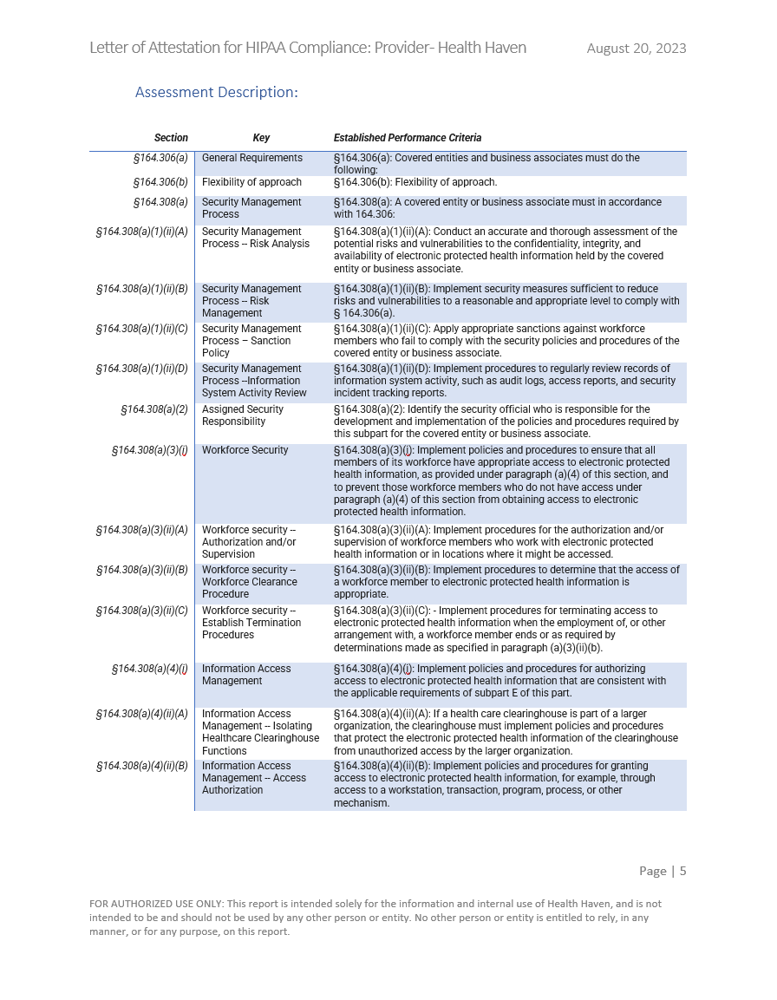 Letter of Attestation for HIPAA Compliance: Provider- Health Haven August 20, 2023
Assessment Description:
Section Key Established Performance Criteria
§164.306(a) General Requirements §164.306(a): Covered entities and business associates must do the
following:
§164.306(b) Flexibility of approach §164.306(b): Flexibility of approach.
§164.308(a) Security Management §164.308(a): A covered entity or business associate must in accordance
Process with 164.306:
§164.308(a)(1)(ii)(A) Security Management §164.308(a)(1)(ii)(A): Conduct an accurate and thorough assessment of the
Process -- Risk Analysis potential risks and vulnerabilities to the confidentiality, integrity, and
availability of electronic protected health information held by the covered
entity or business associate.
§164.308(a)(1)(ii)(B) Security Management §164.308(a)(1)(ii)(B): Implement security measures sufficient to reduce
Process -- Risk risks and vulnerabilities to a reasonable and appropriate level to comply with
Management § 164.306(a).
§164.308(a)(1)(ii)(C) Security Management §164.308(a)(1)(ii)(C): Apply appropriate sanctions against workforce
Process – Sanction members who fail to comply with the security policies and procedures of the
Policy covered entity or business associate.
§164.308(a)(1)(ii)(D) Security Management §164.308(a)(1)(ii)(D): Implement procedures to regularly review records of
Process --Information information system activity, such as audit logs, access reports, and security
System Activity Review incident tracking reports.
§164.308(a)(2) Assigned Security §164.308(a)(2): Identify the security official who is responsible for the
Responsibility development and implementation of the policies and procedures required by
this subpart for the covered entity or business associate.
§164.308(a)(3)(i) Workforce Security §164.308(a)(3)(i): Implement policies and procedures to ensure that all
members of its workforce have appropriate access to electronic protected
health information, as provided under paragraph (a)(4) of this section, and
to prevent those workforce members who do not have access under
paragraph (a)(4) of this section from obtaining access to electronic
protected health information.
§164.308(a)(3)(ii)(A) Workforce security -- §164.308(a)(3)(ii)(A): Implement procedures for the authorization and/or
Authorization and/or supervision of workforce members who work with electronic protected
Supervision health information or in locations where it might be accessed.
§164.308(a)(3)(ii)(B) Workforce security -- §164.308(a)(3)(ii)(B): Implement procedures to determine that the access of
Workforce Clearance a workforce member to electronic protected health information is
Procedure appropriate.
§164.308(a)(3)(ii)(C) Workforce security -- §164.308(a)(3)(ii)(C): - Implement procedures for terminating access to
Establish Termination electronic protected health information when the employment of, or other
Procedures arrangement with, a workforce member ends or as required by
determinations made as specified in paragraph (a)(3)(ii)(b).
§164.308(a)(4)(i) Information Access §164.308(a)(4)(i): Implement policies and procedures for authorizing
Management access to electronic protected health information that are consistent with
the applicable requirements of subpart E of this part.
§164.308(a)(4)(ii)(A) Information Access §164.308(a)(4)(ii)(A): If a health care clearinghouse is part of a larger
Management -- Isolating organization, the clearinghouse must implement policies and procedures
Healthcare Clearinghouse that protect the electronic protected health information of the clearinghouse
Functions from unauthorized access by the larger organization.
§164.308(a)(4)(ii)(B) Information Access §164.308(a)(4)(ii)(B): Implement policies and procedures for granting
Management -- Access access to electronic protected health information, for example, through
Authorization access to a workstation, transaction, program, process, or other
mechanism.
Page | 5
FOR AUTHORIZED USE ONLY: This report is intended solely for the information and internal use of Health Haven, and is not
intended to be and should not be used by any other person or entity. No other person or entity is entitled to rely, in any
manner, or for any purpose, on this report.